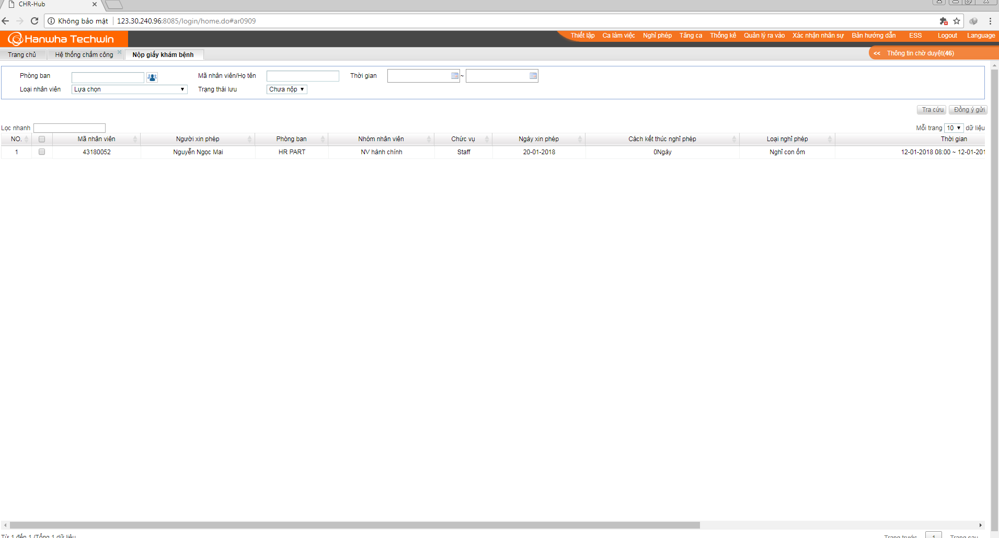 CHR-Hub
Không bảo mật 123.30.240.96:8085/login/home.do#ar0909
Hanwha Techwin
Thiết lập Ca làm việc Nghỉ phép Tăng ca Thống kê Quản lý ra vào Xác nhận nhân sự Bản hướng dẫn ESS Logout Language
Trang chủ Hệ thống chấm công Nộp giấy khám bệnh
<< Thông tin chờ duyệt(46)
Phòng ban Mã nhân viên/Họ tên Thời gian ~
Loại nhân viên Lựa chọn Trạng thái lưu Chưa nộp
Tra cứu Đồng ý gửi
Lọc nhanh Mỗi trang 10 dữ liệu
NO. Mã nhân viên Người xin phép Phòng ban Nhóm nhân viên Chức vụ Ngày xin phép Cách kết thúc nghỉ phép Loại nghỉ phép Thời gian
1 43180052 Nguyễn Ngọc Mai HR PART NV hành chính Staff 20-01-2018 0Ngày Nghỉ con ốm 12-01-2018 08:00 ~ 12-01-201
Từ 1 đến 1 /Tổng 1 dữ liệu Trang trước 1 Trang sau